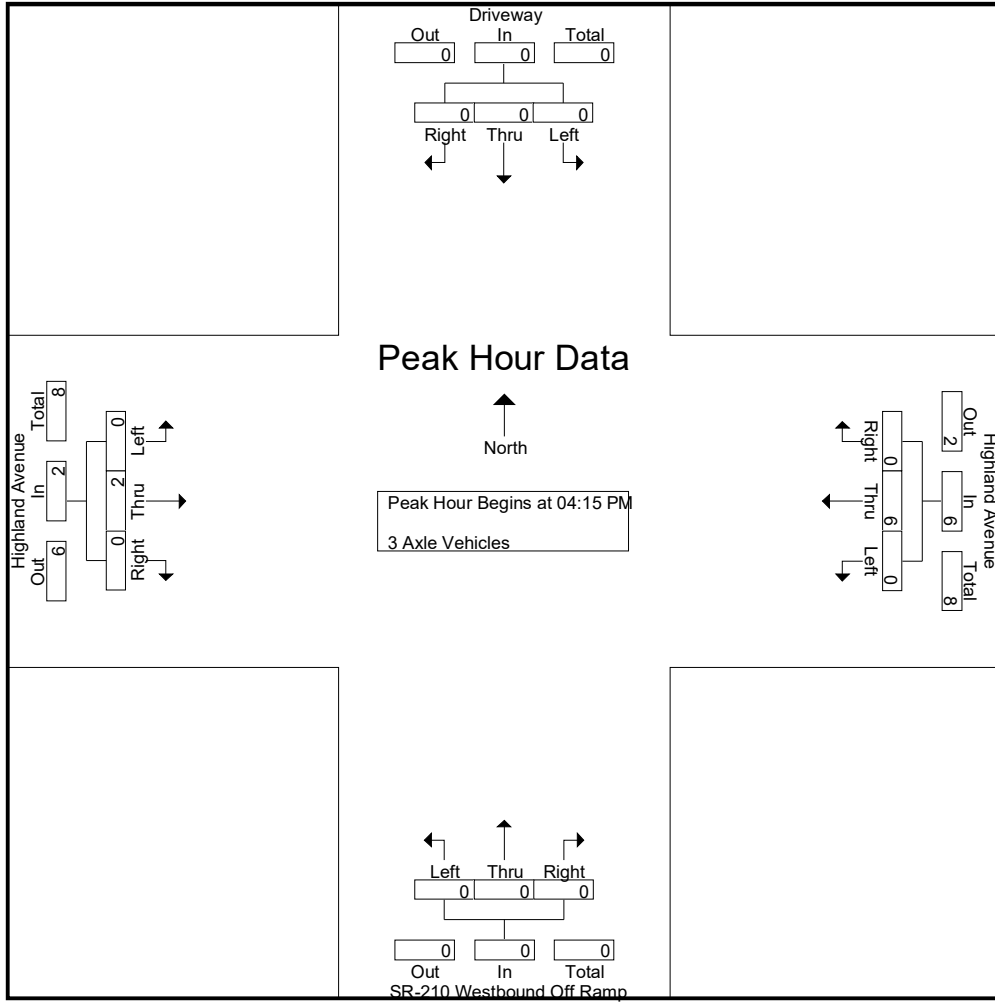 Driveway
Out In Total
0 0 0
0 0 0
Right Thru Left
Peak Hour Data
North
Peak Hour Begins at 04:15 PM
3 Axle Vehicles
Highland Avenue
Total In Out
8 2 6
0 2 0
Left Thru Right
Highland Avenue
Out In Total
2 6 8
0 6 0
Right Thru Left
Left Thru Right
0 0 0
0 0 0
Out In Total
SR-210 Westbound Off Ramp